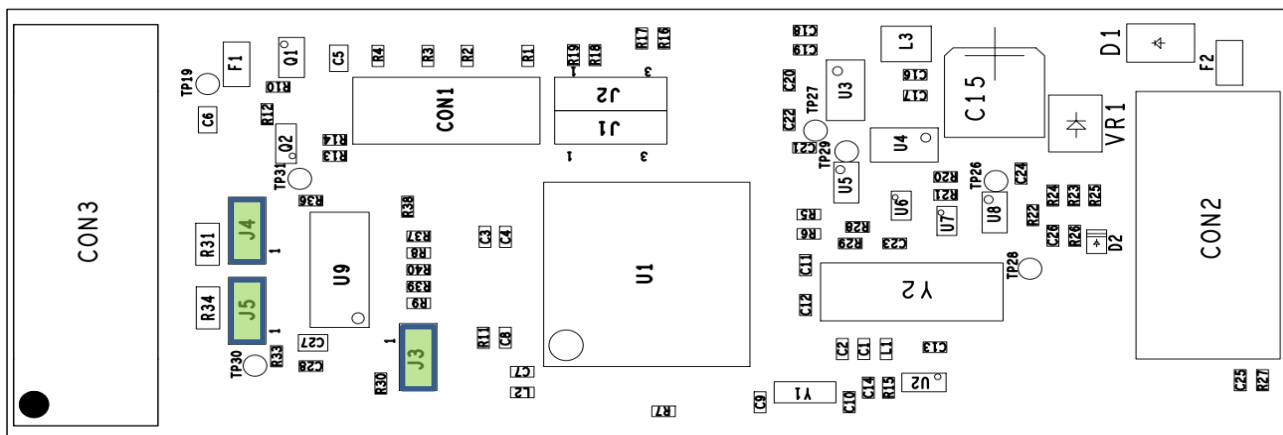 CON3
TP19
F1
Q1
C5
R4
R3
R2
R1
R19
R18
R17
R16
C18
C19
L3
D1
F2
R10
C6
R12
CON1
1
3
J2
J1
1
3
C20
TP27
U3
C16
C17
C15
VR1
C22
C21
TP29
U4
Q2
R14
R13
TP31
U5
R20
R21
TP26
C24
R24
R23
R25
R36
R38
U6
U7
U8
R22
R31
J4
1
U9
R37
R8
R40
R39
R9
C3
C4
U1
R5
R6
R28
R29
C23
C26
R26
D2
CON2
C11
Y2
TP28
R34
J5
1
C12
C27
R33
TP30
C28
1
J3
R30
R11
C8
C7
L2
R7
C2
C1
L1
C13
C9
Y1
C10
C14
R15
U2
C25
R27